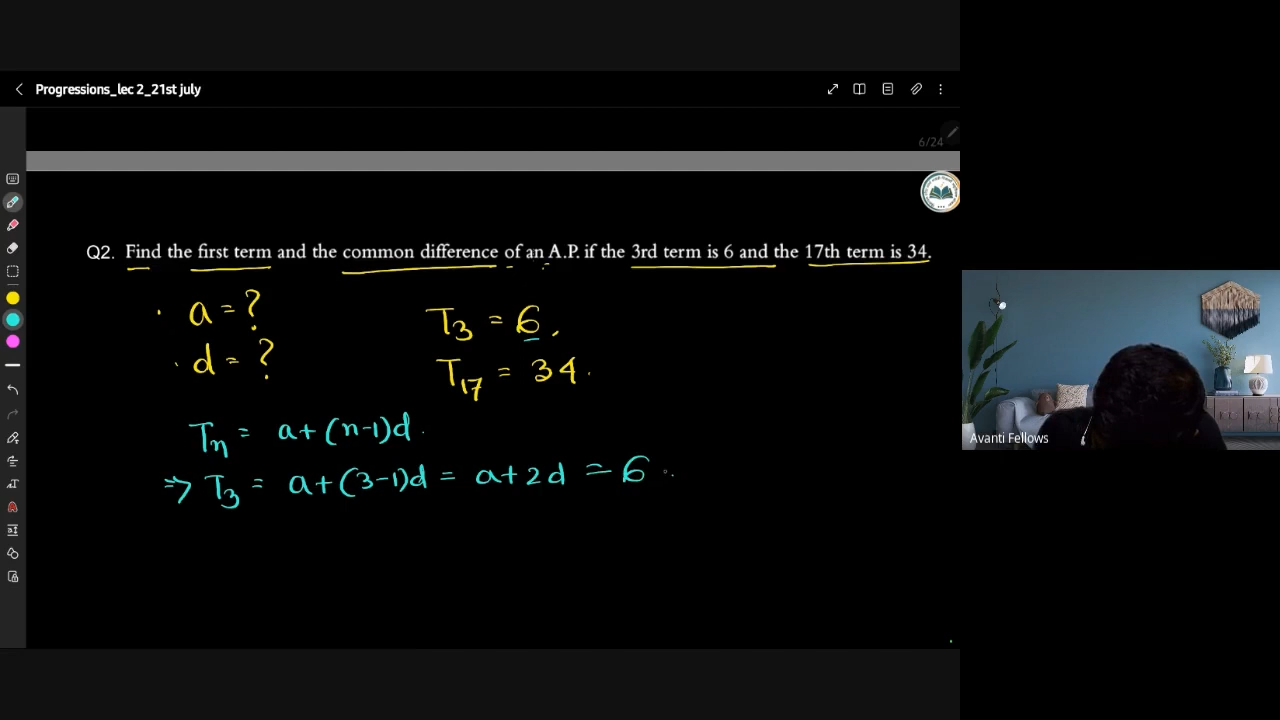 Progressions_lec 2_21st july
6/24
Q2. Find the first term and the common difference of an A.P. if the 3rd term is 6 and the 17th term is 34.
a = ?
d = ?
T₃ = 6.
T₁₇ = 34.
Tₙ = a+(n-1)d.
⇒ T₃ = a+(3-1)d = a+2d = 6
Avanti Fellows